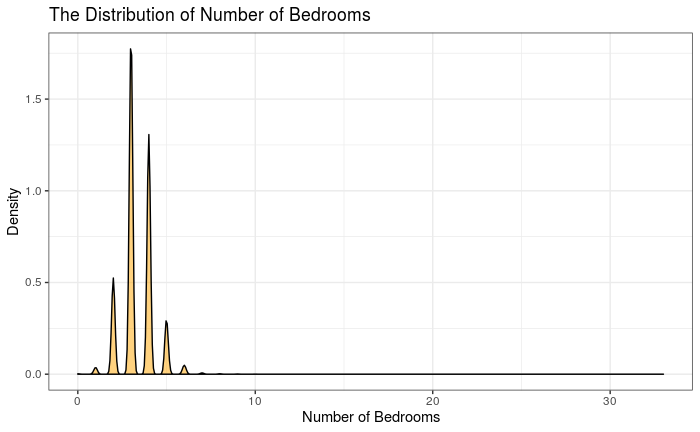 The Distribution of Number of Bedrooms
Density
1.5
1.0
0.5
0.0
0 10 20 30
Number of Bedrooms